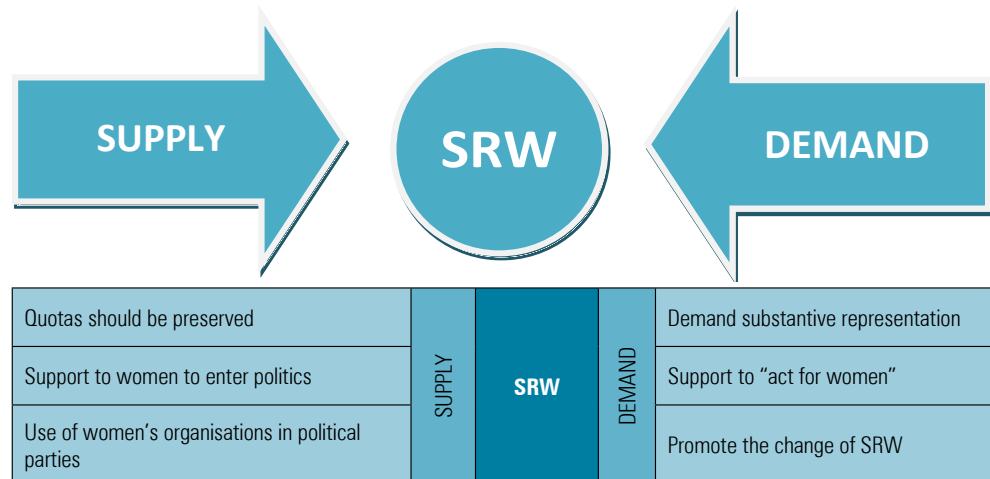 SUPPLY
SRW
DEMAND
Quotas should be preserved
Support to women to enter politics
Use of women’s organisations in political
parties
SUPPLY
SRW
DEMAND
Demand substantive representation
Support to “act for women”
Promote the change of SRW